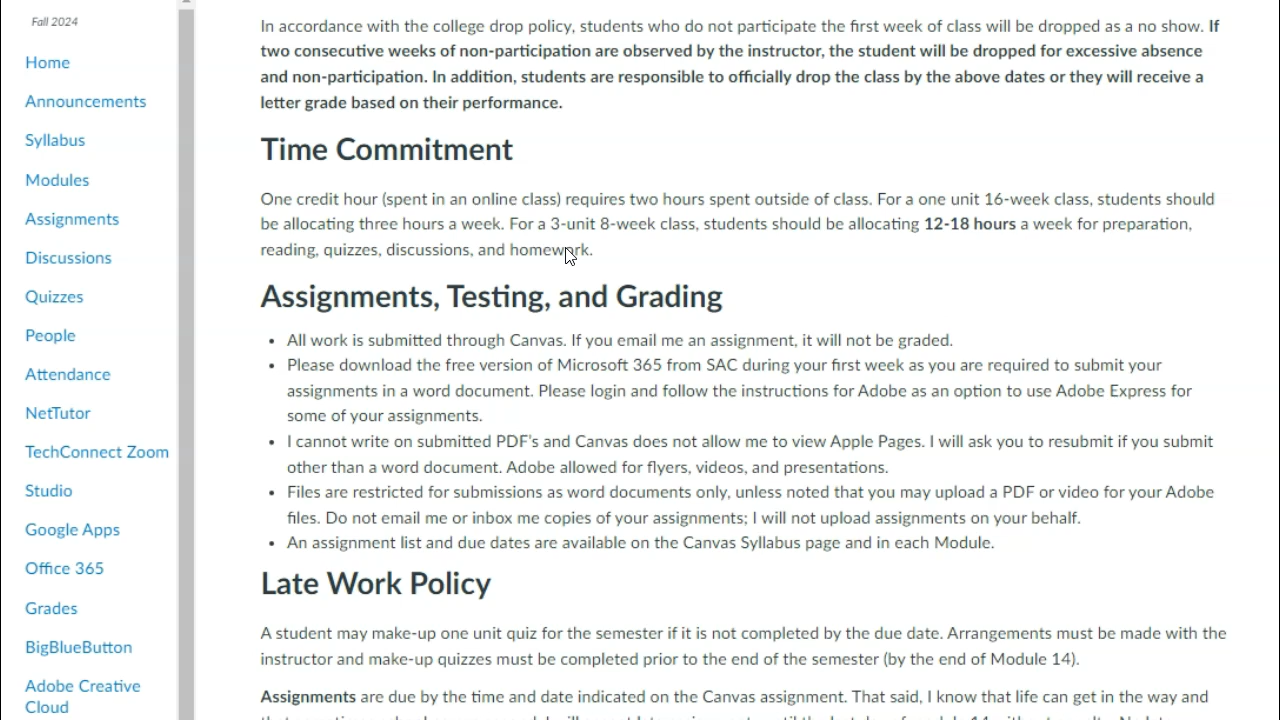 Fall 2024
Home
Announcements
Syllabus
Modules
Assignments
Discussions
Quizzes
People
Attendance
NetTutor
TechConnect Zoom
Studio
Google Apps
Office 365
Grades
BigBlueButton
Adobe Creative
Cloud
In accordance with the college drop policy, students who do not participate the first week of class will be dropped as a no show. If
two consecutive weeks of non-participation are observed by the instructor, the student will be dropped for excessive absence
and non-participation. In addition, students are responsible to officially drop the class by the above dates or they will receive a
letter grade based on their performance.
Time Commitment
One credit hour (spent in an online class) requires two hours spent outside of class. For a one unit 16-week class, students should
be allocating three hours a week. For a 3-unit 8-week class, students should be allocating 12-18 hours a week for preparation,
reading, quizzes, discussions, and homework.
Assignments, Testing, and Grading
• All work is submitted through Canvas. If you email me an assignment, it will not be graded.
• Please download the free version of Microsoft 365 from SAC during your first week as you are required to submit your
assignments in a word document. Please login and follow the instructions for Adobe as an option to use Adobe Express for
some of your assignments.
• I cannot write on submitted PDF's and Canvas does not allow me to view Apple Pages. I will ask you to resubmit if you submit
other than a word document. Adobe allowed for flyers, videos, and presentations.
• Files are restricted for submissions as word documents only, unless noted that you may upload a PDF or video for your Adobe
files. Do not email me or inbox me copies of your assignments; I will not upload assignments on your behalf.
• An assignment list and due dates are available on the Canvas Syllabus page and in each Module.
Late Work Policy
A student may make-up one unit quiz for the semester if it is not completed by the due date. Arrangements must be made with the
instructor and make-up quizzes must be completed prior to the end of the semester (by the end of Module 14).
Assignments are due by the time and date indicated on the Canvas assignment. That said, I know that life can get in the way and